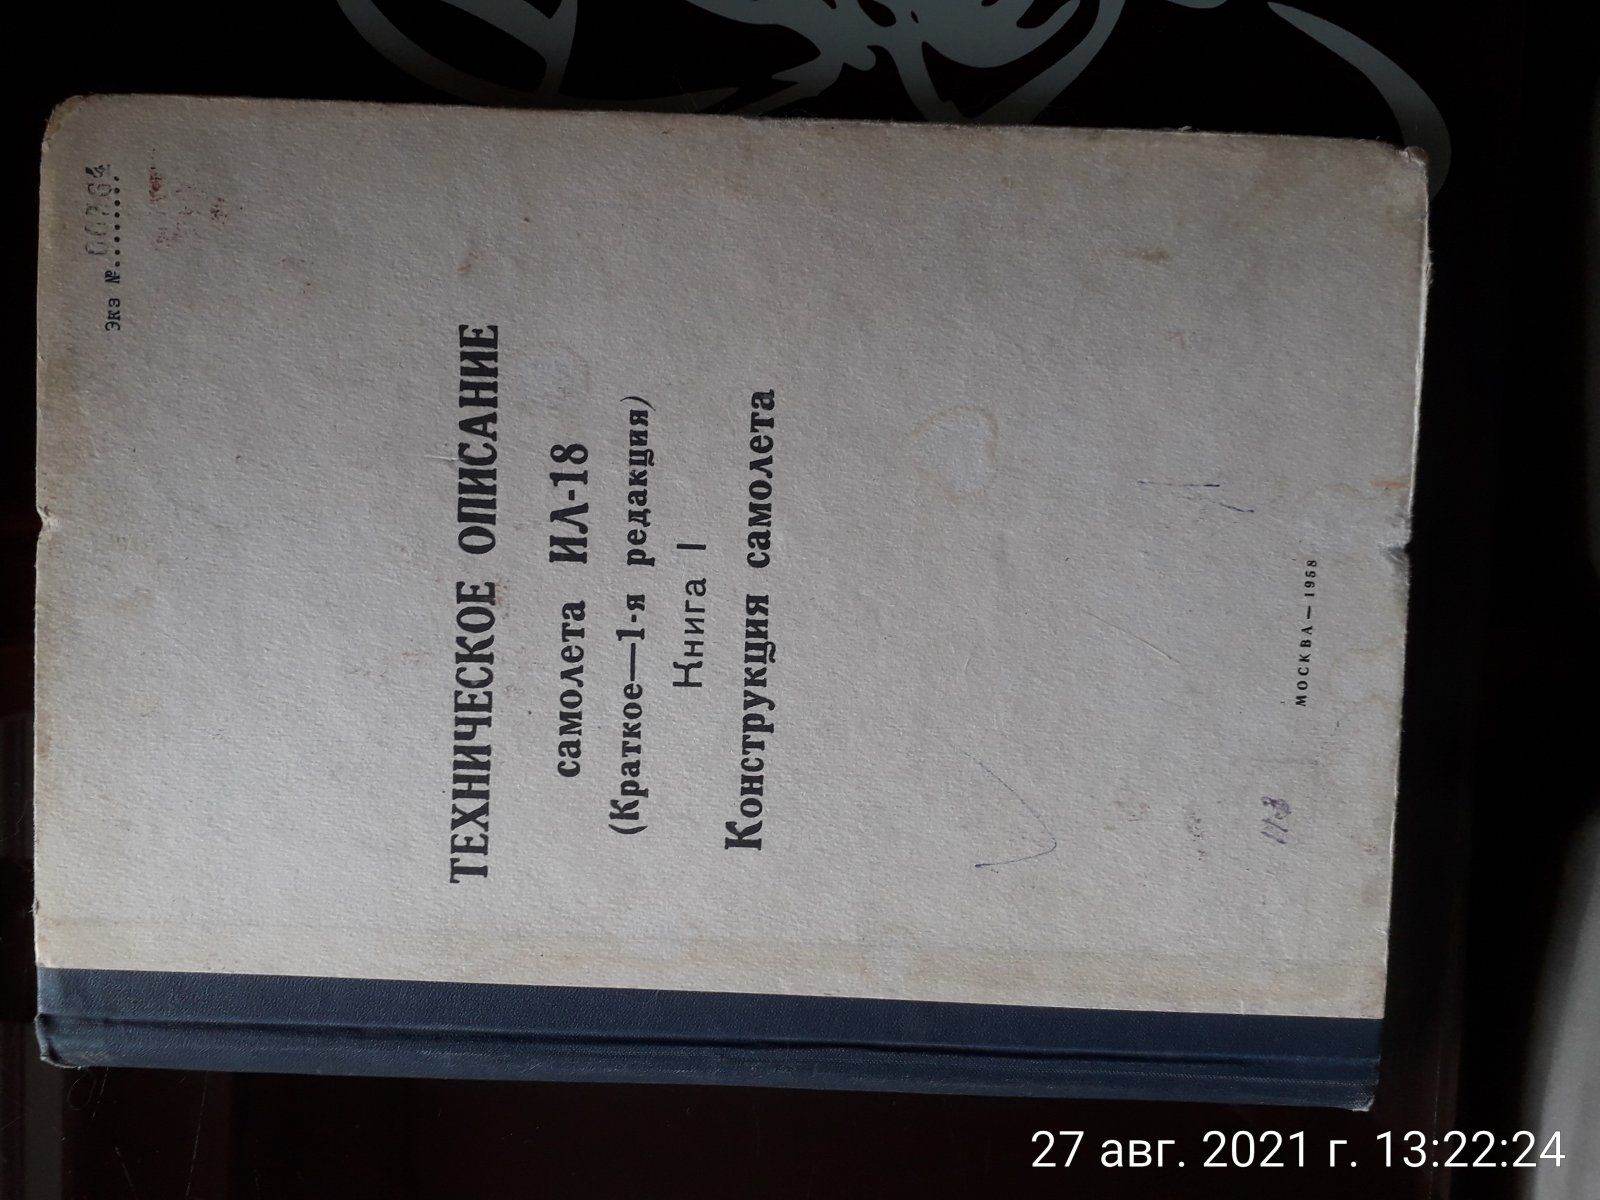 Экз №. 00764
ТЕХНИЧЕСКОЕ ОПИСАНИЕ
самолета ИЛ-18
(Краткое—1-я редакция)
Книга I
Конструкция самолета
МОСКВА—1958
27 авг. 2021 г. 13:22:24